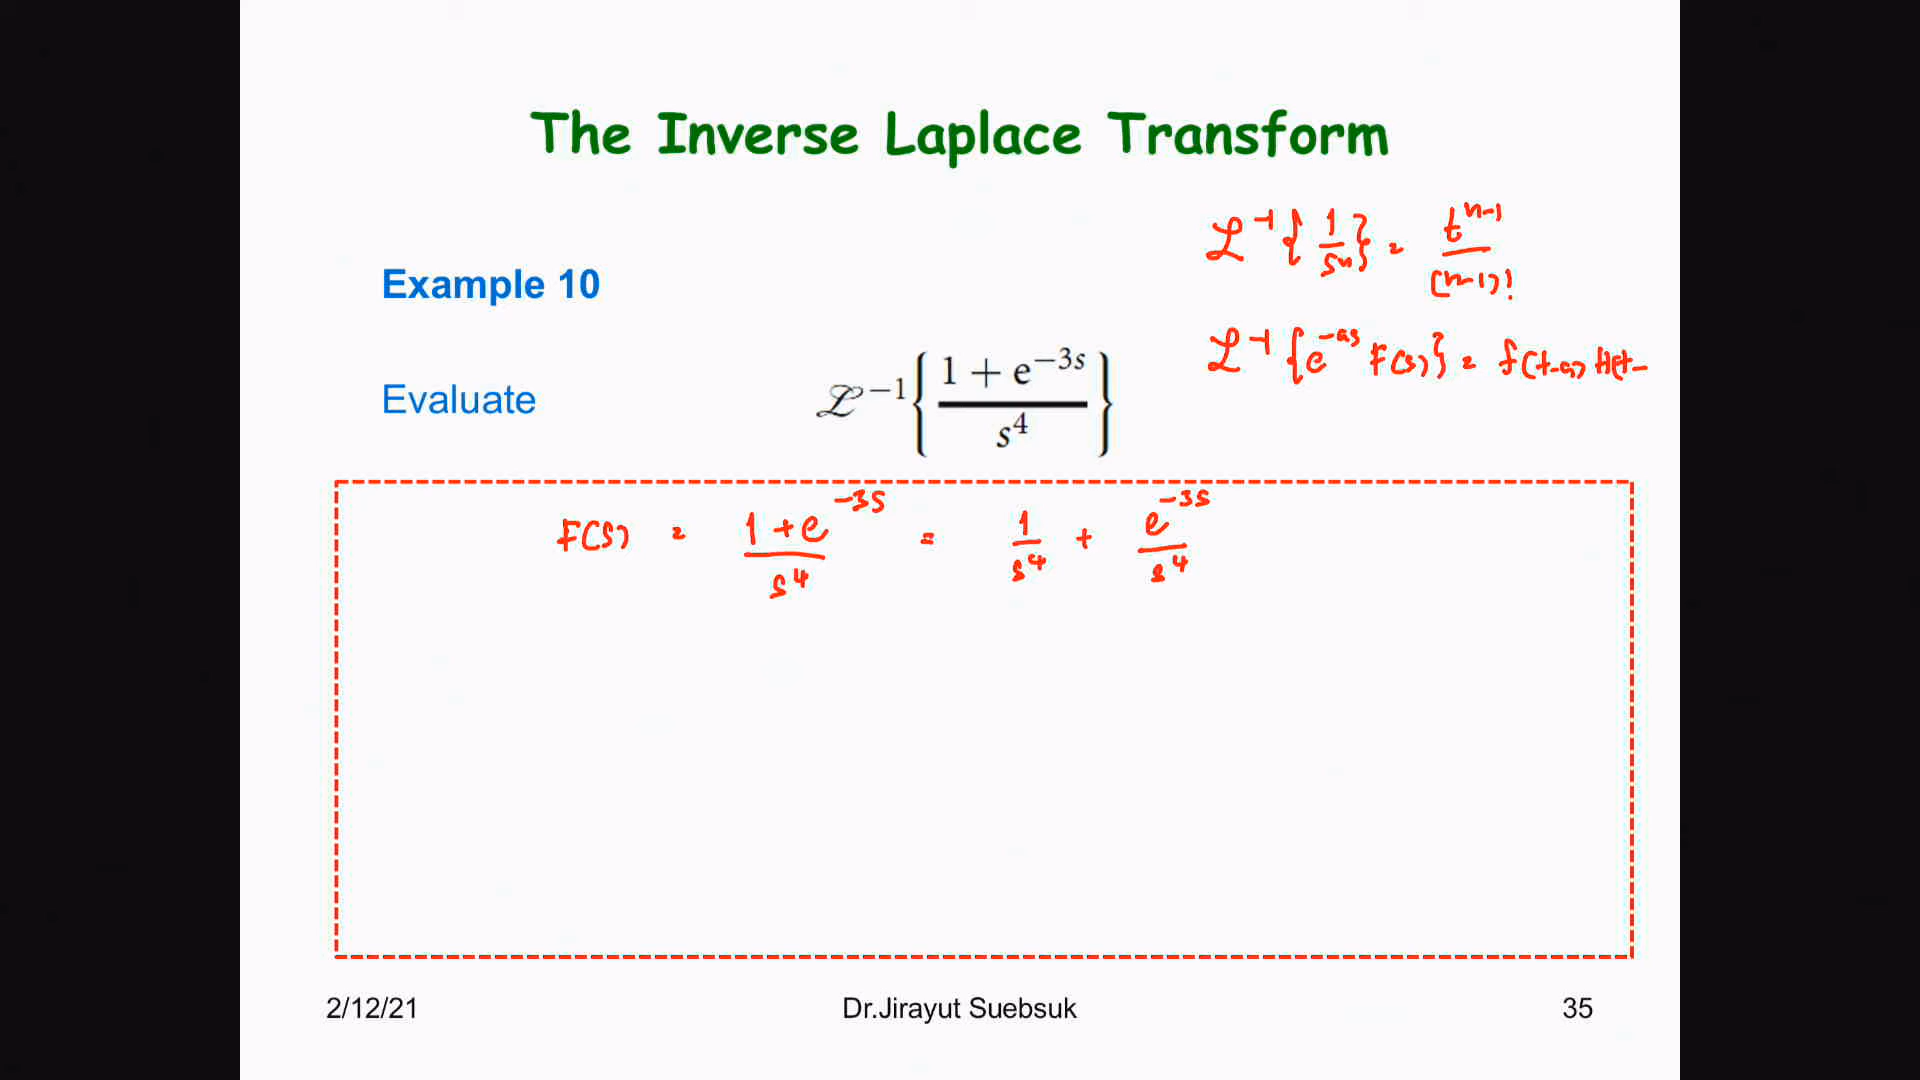 The Inverse Laplace Transform
ℒ⁻¹{1/sⁿ} = tⁿ⁻¹/(n-1)!
Example 10
ℒ⁻¹{e⁻ᵃˢ F(s)} = f(t-a) H(t-
Evaluate ℒ⁻¹{(1 + e⁻³ˢ)/s⁴}
F(s) = (1+e⁻³ˢ)/s⁴ = 1/s⁴ + e⁻³ˢ/s⁴
2/12/21 Dr.Jirayut Suebsuk 35